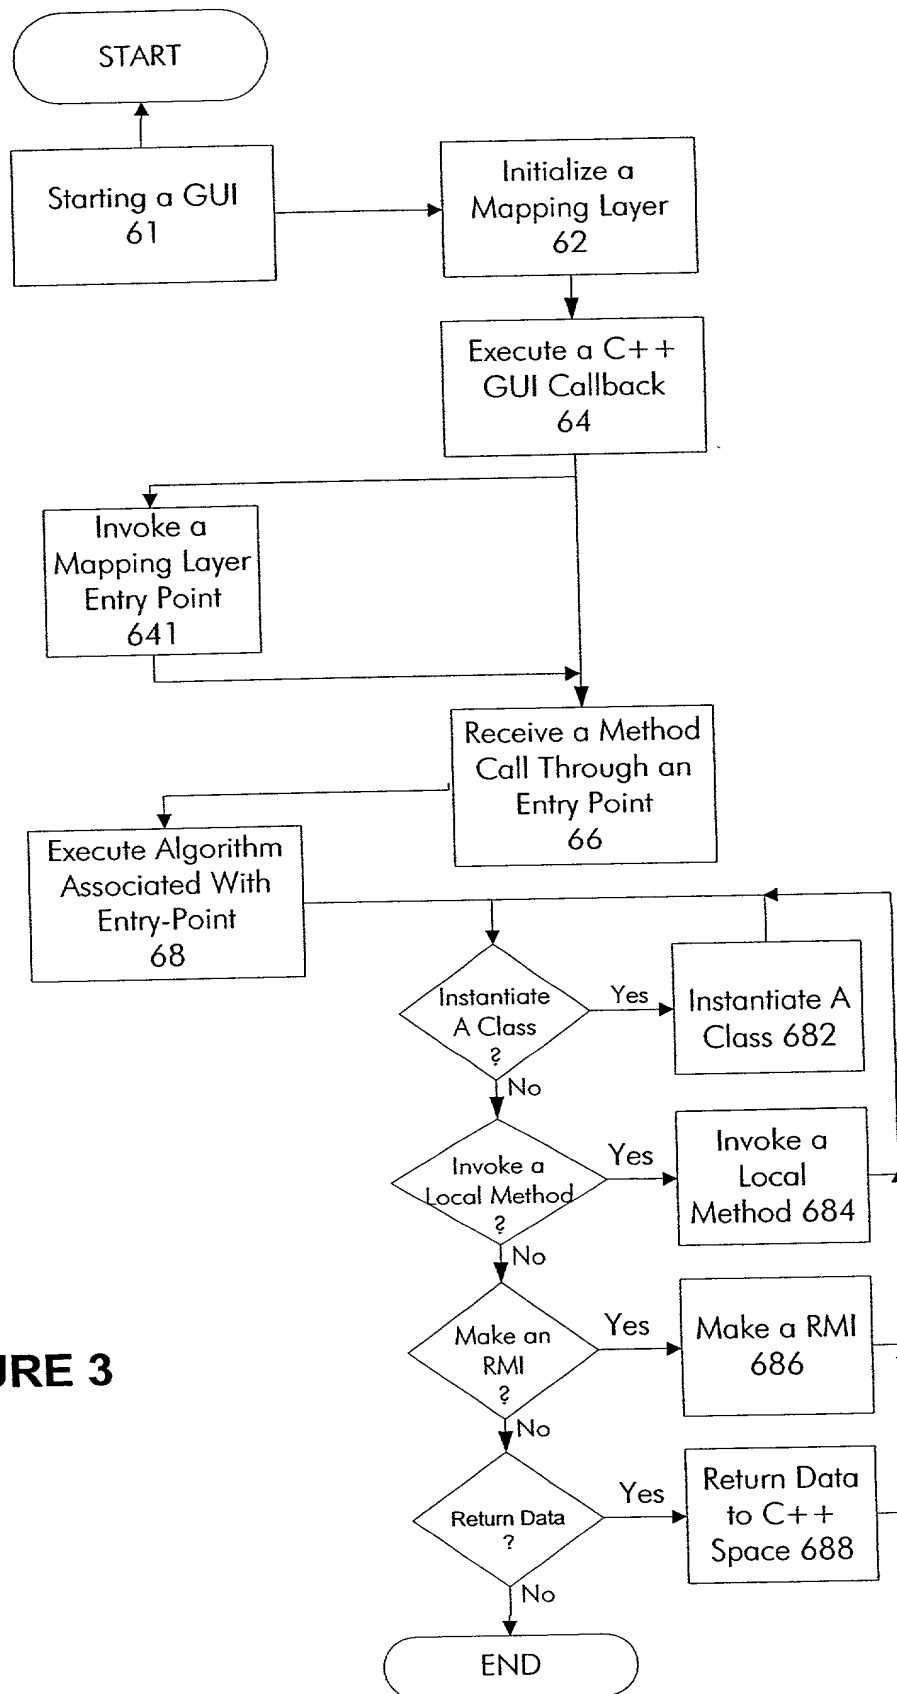 START
Starting a GUI
61
Initialize a
Mapping Layer
62
Execute a C++
GUI Callback
64
Invoke a
Mapping Layer
Entry Point
641
Receive a Method
Call Through an
Entry Point
66
Execute Algorithm
Associated With
Entry-Point
68
Instantiate
A Class
?
Yes
Instantiate A
Class 682
No
Invoke a
Local Method
?
Yes
Invoke a
Local
Method 684
No
Make an
RMI
?
Yes
Make a RMI
686
No
Return Data
?
Yes
Return Data
to C++
Space 688
No
END
URE 3